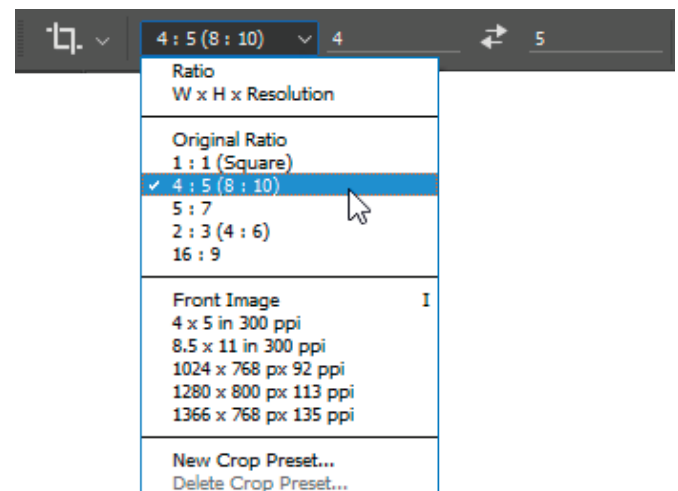 4 : 5 (8 : 10) 4 5
Ratio
W x H x Resolution
Original Ratio
1 : 1 (Square)
4 : 5 (8 : 10)
5 : 7
2 : 3 (4 : 6)
16 : 9
Front Image I
4 x 5 in 300 ppi
8.5 x 11 in 300 ppi
1024 x 768 px 92 ppi
1280 x 800 px 113 ppi
1366 x 768 px 135 ppi
New Crop Preset...
Delete Crop Preset...